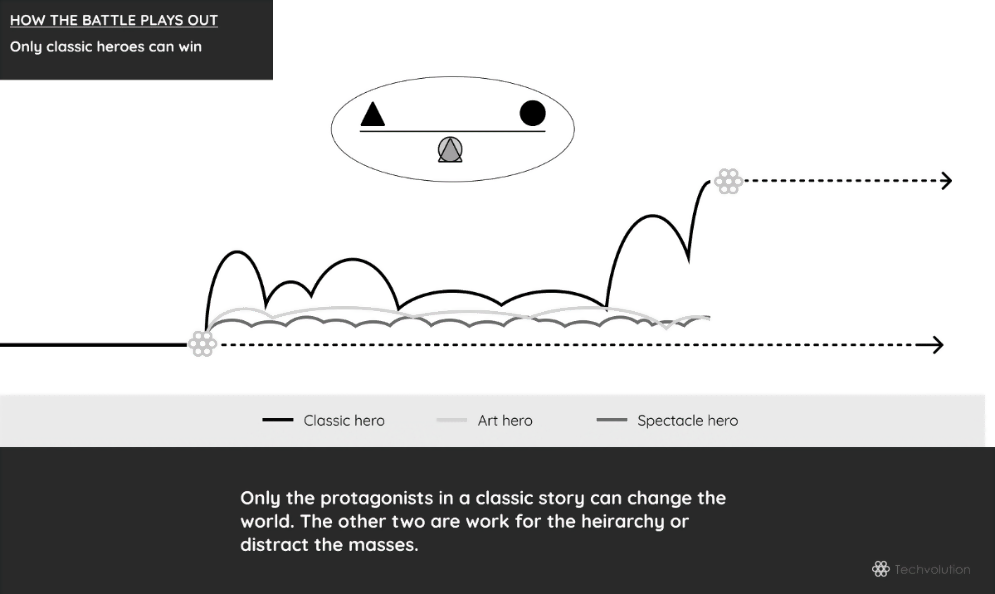 HOW THE BATTLE PLAYS OUT
Only classic heroes can win
Classic hero
Art hero
Spectacle hero
Only the protagonists in a classic story can change the
world. The other two are work for the heirarchy or
distract the masses.
Techvolution